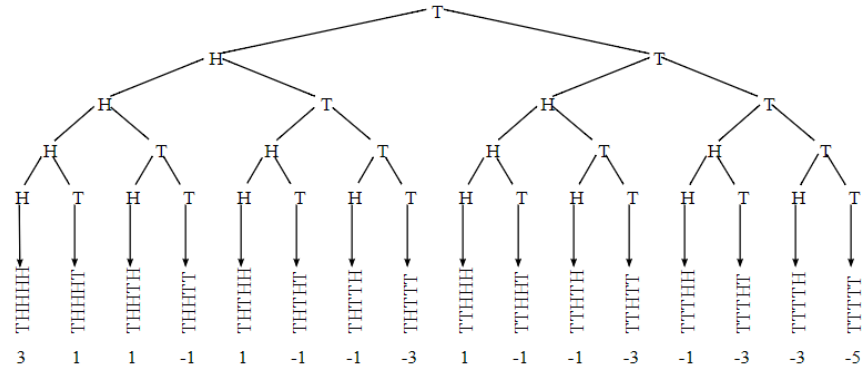 T
H T
H T H T
H T H T H T H T
H T H T H T H T H T H T H T H T
THHHH THHHT THHTH THHTT THTHH THTHT THTTH THTTT TTHHH TTHHT TTHTH TTHTT TTTHH TTTHT TTTTH TTTTT
3 1 1 -1 1 -1 -1 -3 1 -1 -1 -3 -1 -3 -3 -5